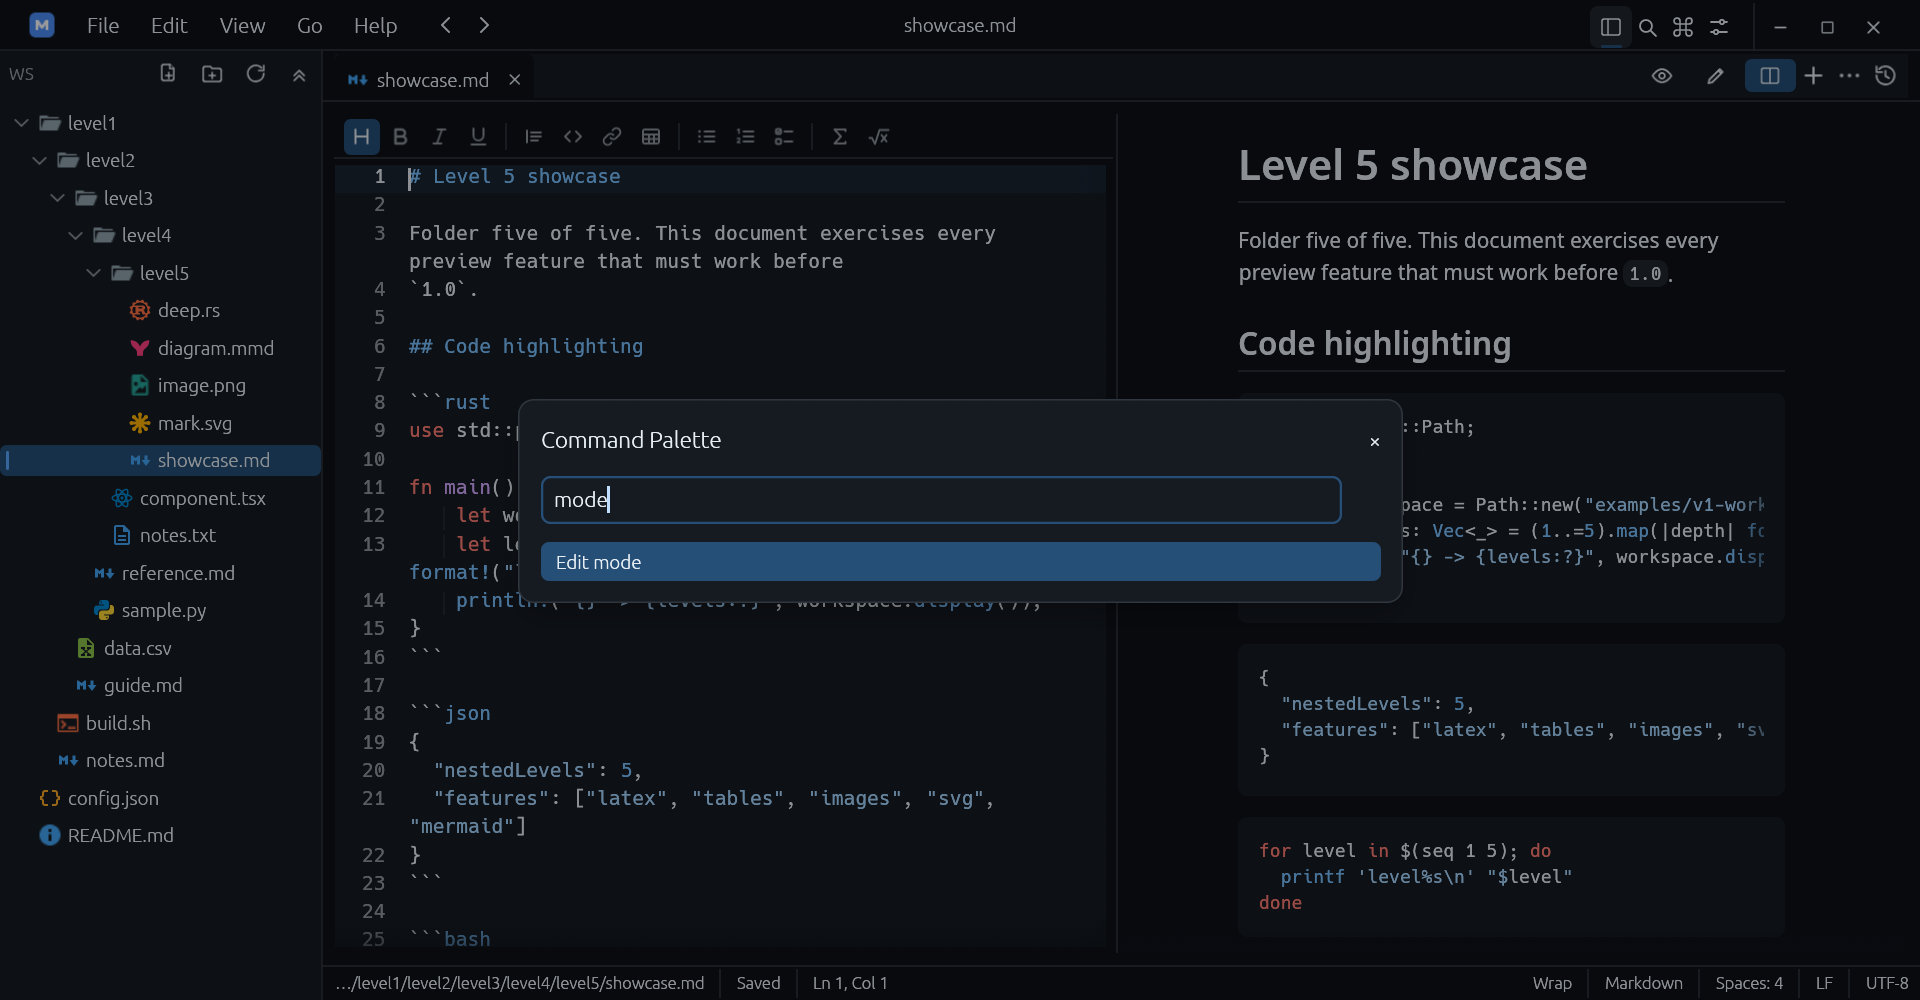 M File Edit View Go Help
showcase.md
WS
level1
level2
level3
level4
level5
deep.rs
diagram.mmd
image.png
mark.svg
showcase.md
component.tsx
notes.txt
reference.md
sample.py
data.csv
guide.md
build.sh
notes.md
config.json
README.md
showcase.md
H B I U
1 # Level 5 showcase
2
3 Folder five of five. This document exercises every
preview feature that must work before
4 `1.0`.
5
6 ## Code highlighting
7
8 ```rust
9 use std::
10
11 fn main()
12 let
13 let
format!("
14 println!("{} -> {levels:?}", workspace.display());
15 }
16 ```
17
18 ```json
19 {
20 "nestedLevels": 5,
21 "features": ["latex", "tables", "images", "svg",
"mermaid"]
22 }
23 ```
24
25 ```bash
Command Palette
mode
Edit mode
Level 5 showcase
Folder five of five. This document exercises every
preview feature that must work before 1.0.
Code highlighting
::Path;
pace = Path::new("examples/v1-work
s: Vec<_> = (1..=5).map(|depth| fo
"{} -> {levels:?}", workspace.disp
{
"nestedLevels": 5,
"features": ["latex", "tables", "images", "sv
}
for level in $(seq 1 5); do
printf 'level%s\n' "$level"
done
…/level1/level2/level3/level4/level5/showcase.md
Saved
Ln 1, Col 1
Wrap
Markdown
Spaces: 4
LF
UTF-8